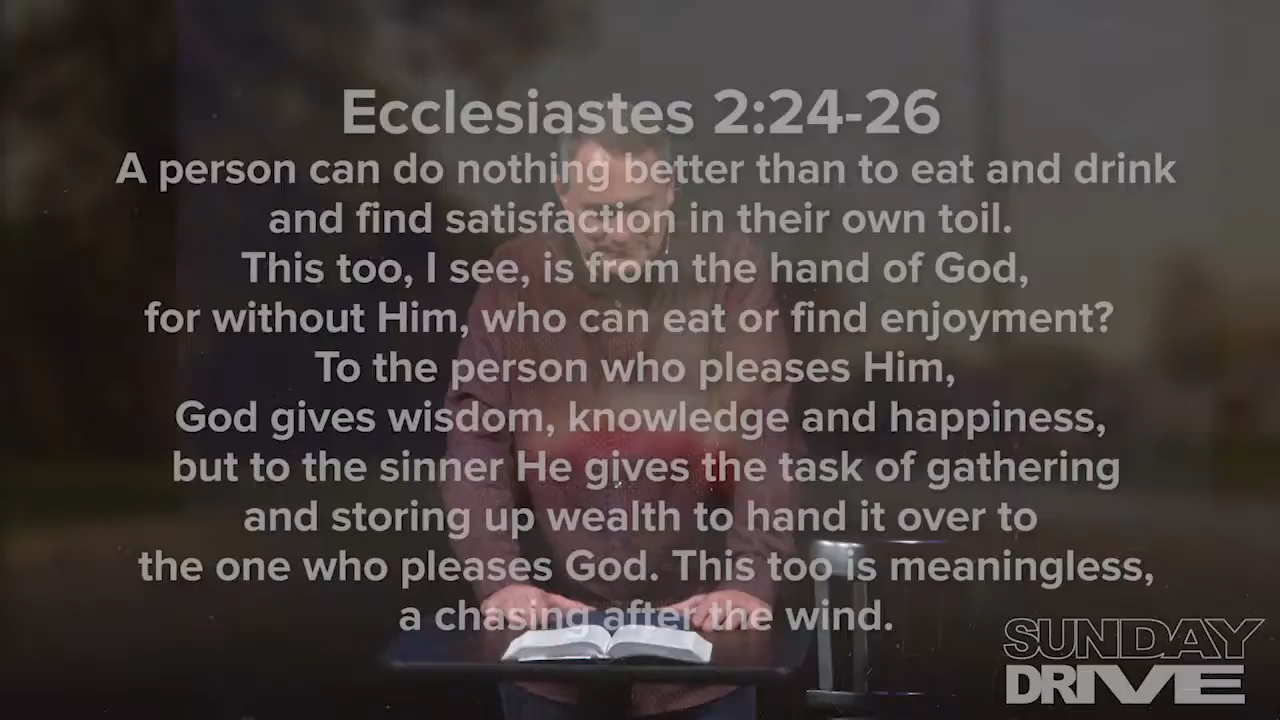 Ecclesiastes 2:24-26
A person can do nothing better than to eat and drink
and find satisfaction in their own toil.
This too, I see, is from the hand of God,
for without Him, who can eat or find enjoyment?
To the person who pleases Him,
God gives wisdom, knowledge and happiness,
but to the sinner He gives the task of gathering
and storing up wealth to hand it over to
the one who pleases God. This too is meaningless,
a chasing after the wind.
SUNDAY
DRIVE